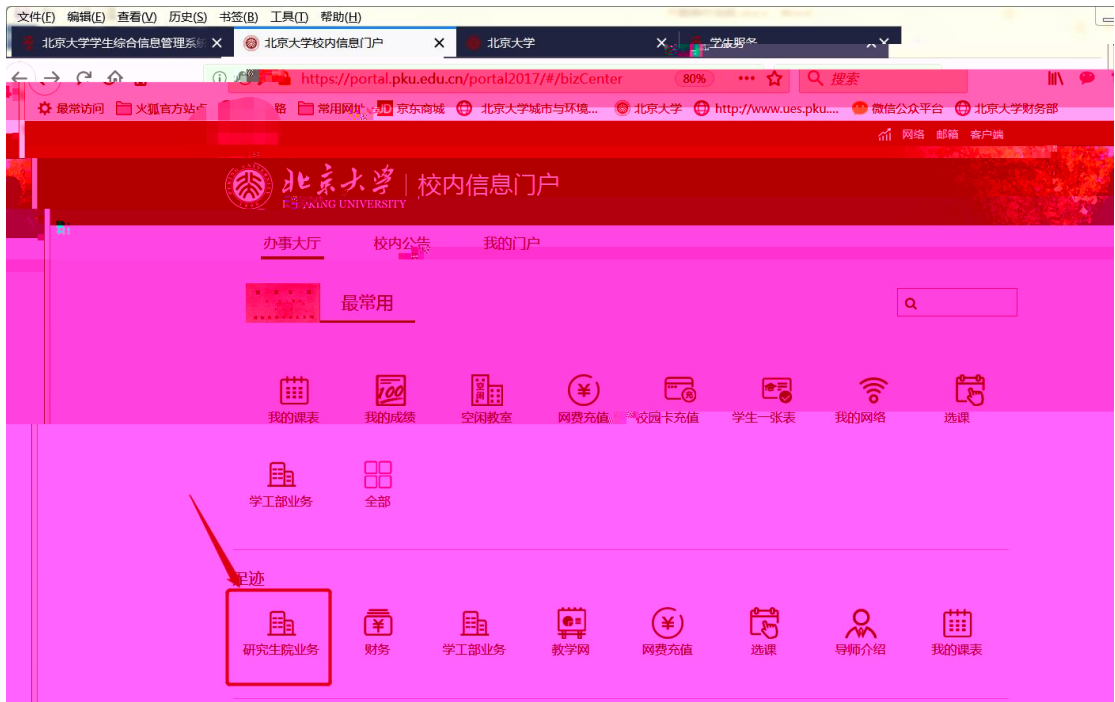 文件(F) 编辑(E) 查看(V) 历史(S) 书签(B) 工具(T) 帮助(H)
北京大学学生综合信息管理系统 × 北京大学校内信息门户 × 北京大学 ×
https://portal.pku.edu.cn/portal2017/#/bizCenter 80% ••• 搜索
最常访问 火狐官方站点 常用网址 JD 京东商城 北京大学城市与环境... 北京大学 http://www.ues.pku.... 微信公众平台 北京大学财务部
网络 邮箱 客户端
北京大学 校内信息门户
PEKING UNIVERSITY
办事大厅 校内公告 我的门户
最常用
我的课表 我的成绩 空闲教室 网费充值 校园卡充值 学生一张表 我的网络 选课
学工部业务 全部
足迹
研究生院业务 财务 学工部业务 教学网 网费充值 选课 导师介绍 我的课表